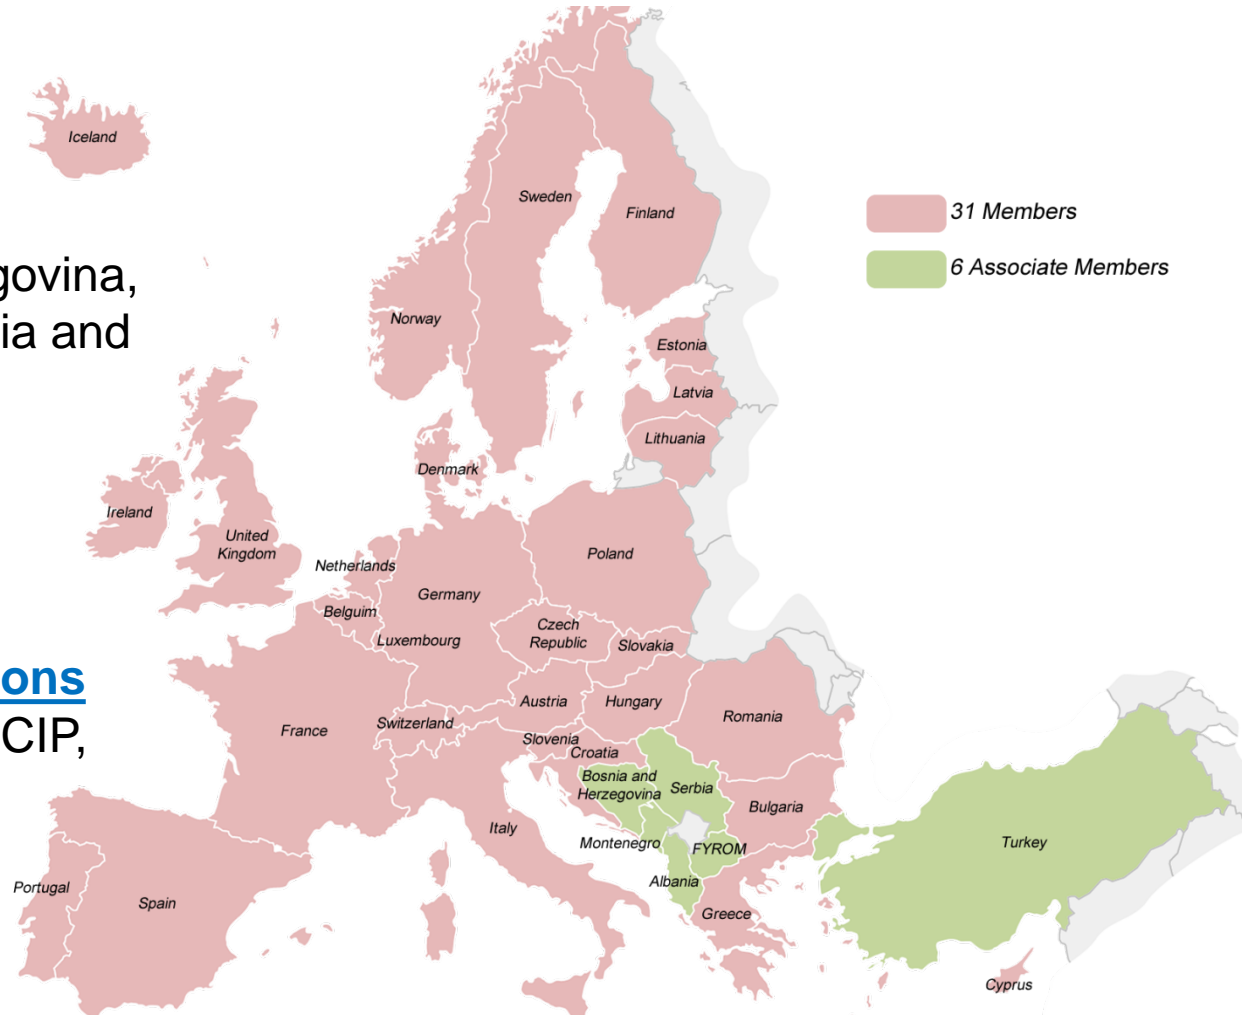 Iceland
Sweden
Finland
31 Members
6 Associate Members
govina,
ia and
Norway
Estonia
Latvia
Lithuania
Denmark
Ireland
United
Kingdom
Netherlands
Poland
Germany
Belguim
Luxembourg
Czech
Republic
Slovakia
ons
CIP,
Austria
Hungary
France
Switzerland
Romania
Slovenia
Croatia
Bosnia and
Herzegovina
Serbia
Bulgaria
Italy
Montenegro
FYROM
Turkey
Portugal
Spain
Albania
Greece
Cyprus